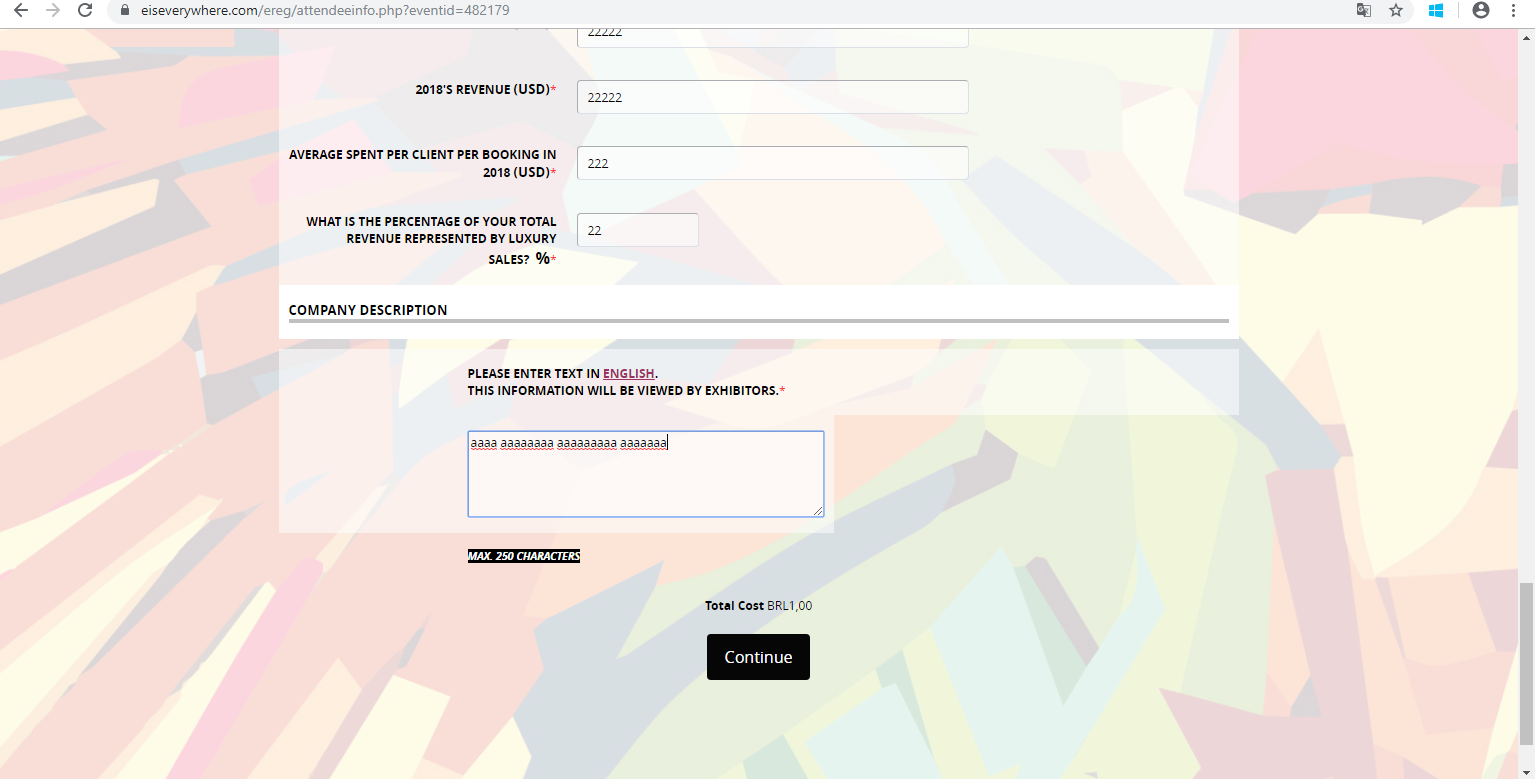 eiseverywhere.com/ereg/attendeeinfo.php?eventid=482179
22222
2018'S REVENUE (USD)*
22222
AVERAGE SPENT PER CLIENT PER BOOKING IN
2018 (USD)*
222
WHAT IS THE PERCENTAGE OF YOUR TOTAL
REVENUE REPRESENTED BY LUXURY
SALES? %*
22
COMPANY DESCRIPTION
PLEASE ENTER TEXT IN ENGLISH.
THIS INFORMATION WILL BE VIEWED BY EXHIBITORS.*
aaaa aaaaaaaa aaaaaaaaa aaaaaaa
MAX. 250 CHARACTERS
Total Cost BRL1,00
Continue